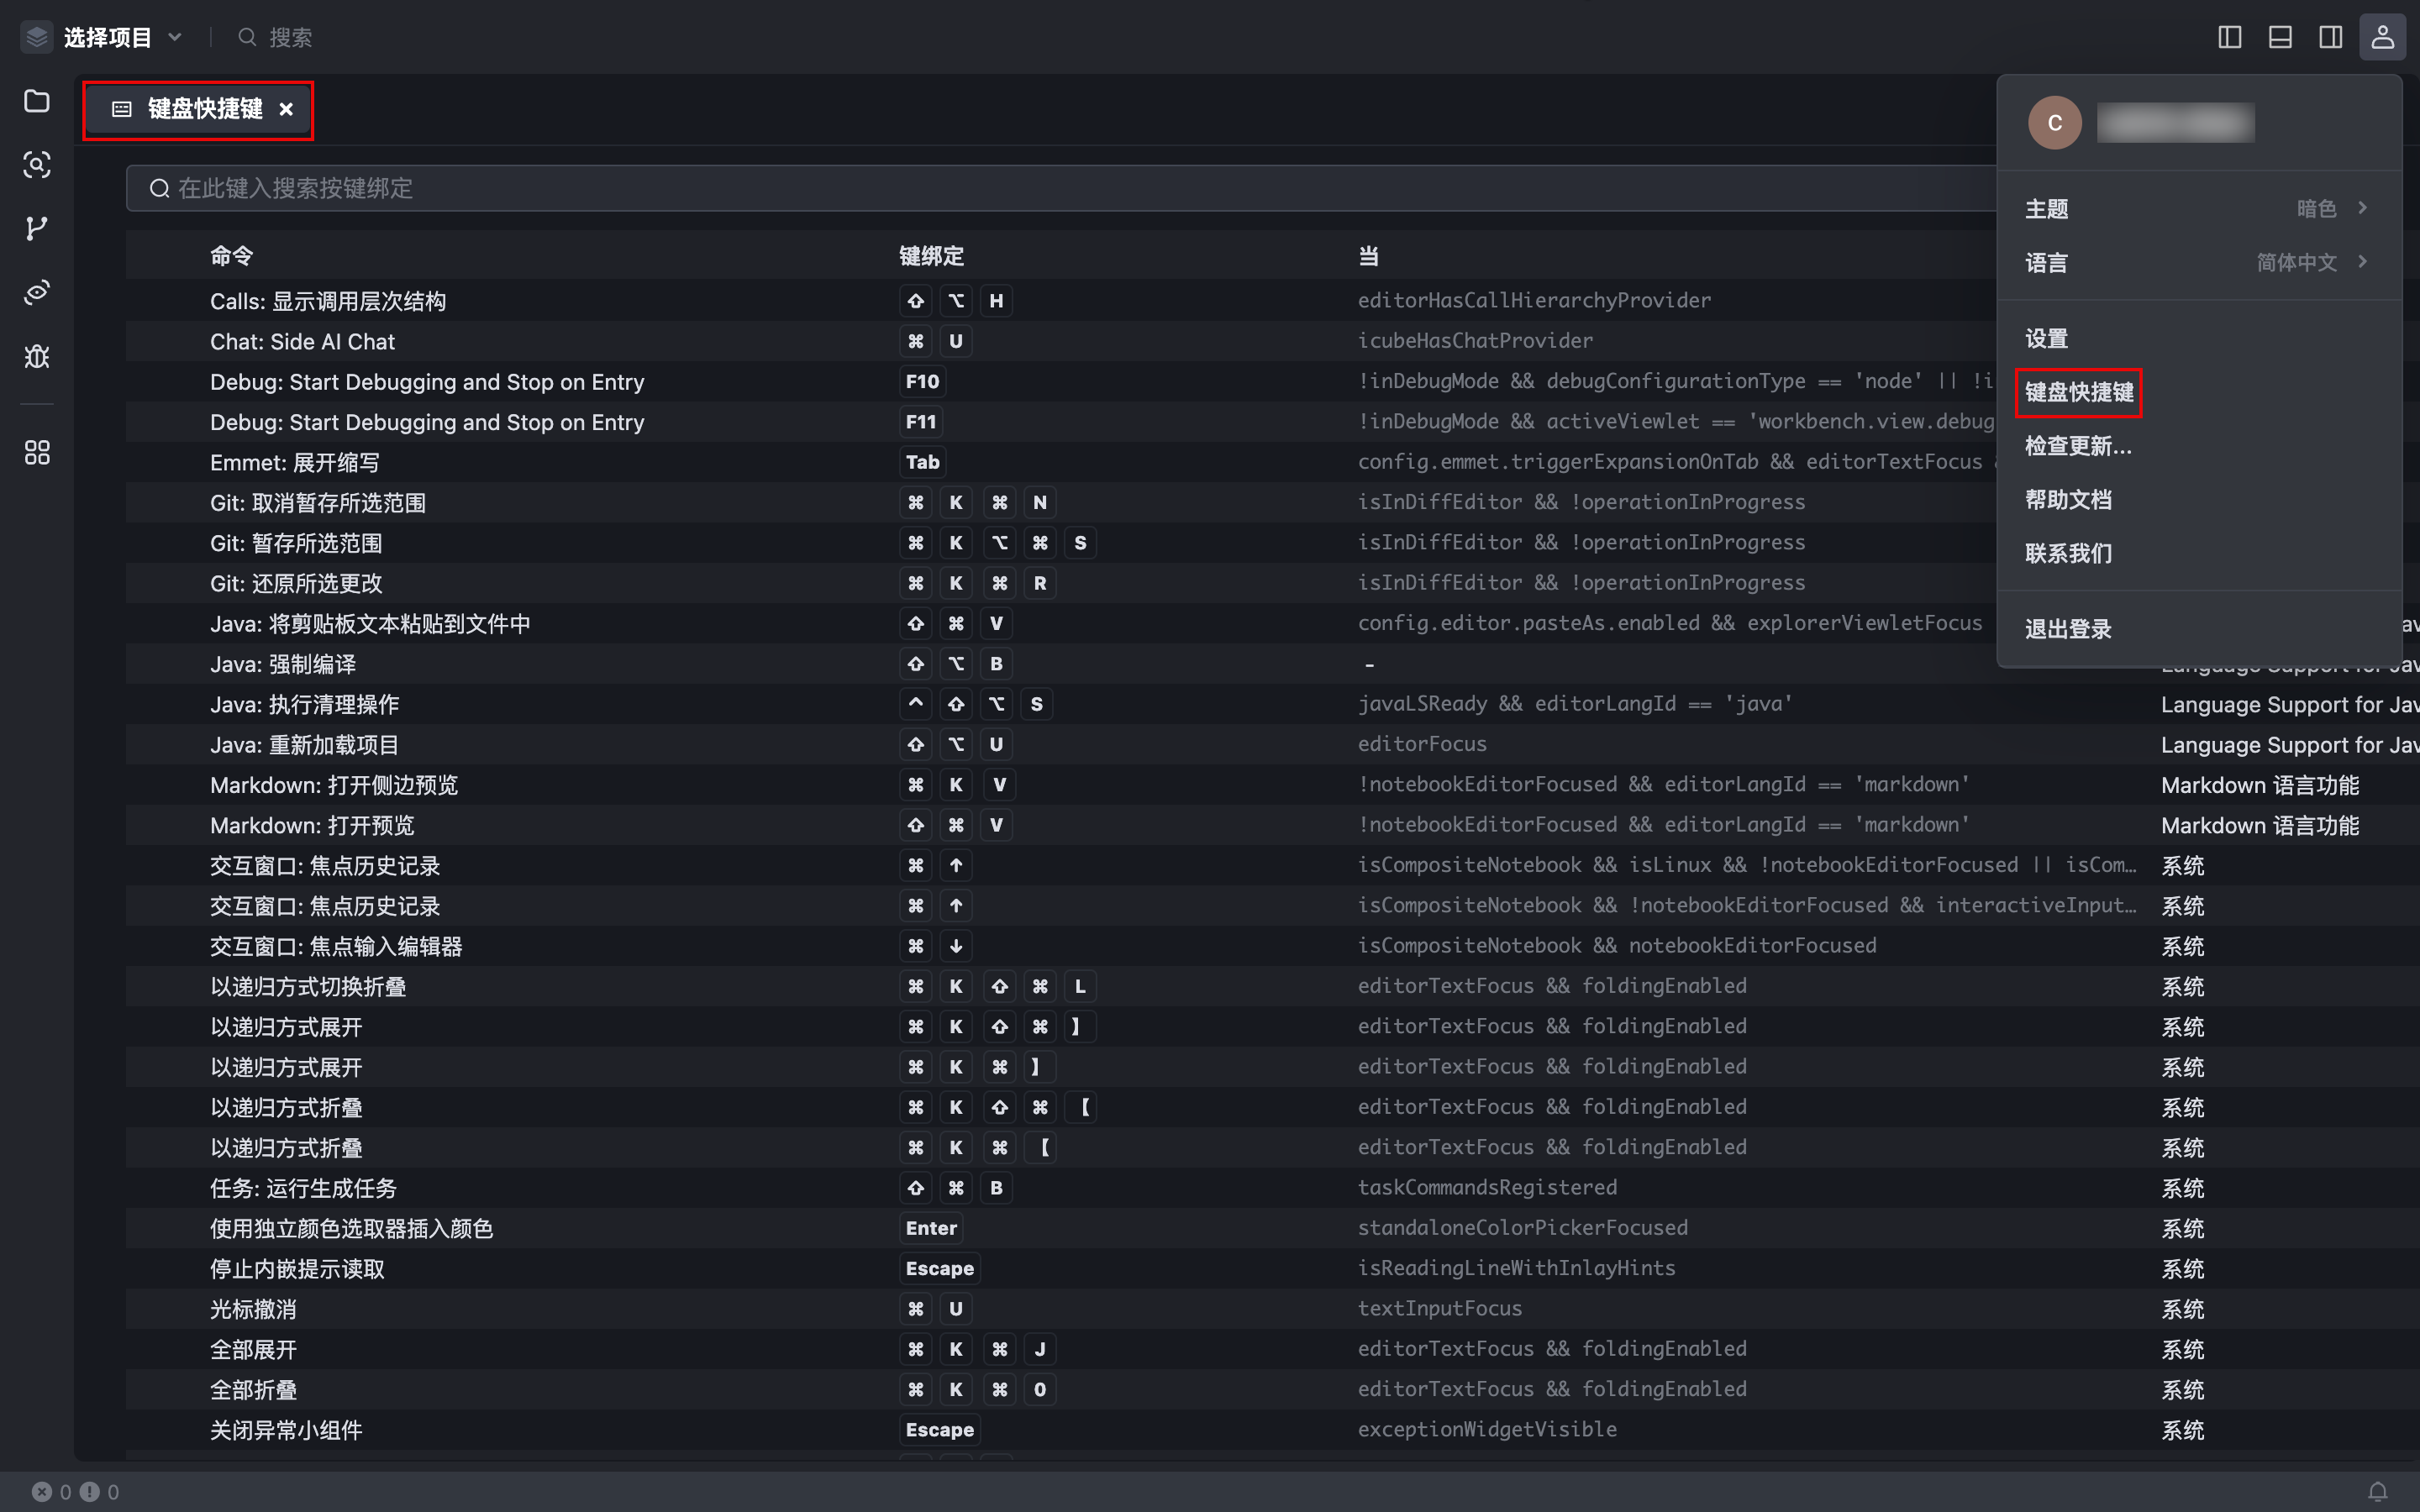 选择项目
搜索
键盘快捷键
在此键入搜索按键绑定
命令 键绑定 当
Calls: 显示调用层次结构 ⇧ ⌥ H editorHasCallHierarchyProvider
Chat: Side AI Chat ⌘ U icubeHasChatProvider
Debug: Start Debugging and Stop on Entry F10 !inDebugMode && debugConfigurationType == 'node' || !i
Debug: Start Debugging and Stop on Entry F11 !inDebugMode && activeViewlet == 'workbench.view.debug
Emmet: 展开缩写 Tab config.emmet.triggerExpansionOnTab && editorTextFocus
Git: 取消暂存所选范围 ⌘ K ⌘ N isInDiffEditor && !operationInProgress
Git: 暂存所选范围 ⌘ K ⌥ ⌘ S isInDiffEditor && !operationInProgress
Git: 还原所选更改 ⌘ K ⌘ R isInDiffEditor && !operationInProgress
Java: 将剪贴板文本粘贴到文件中 ⇧ ⌘ V config.editor.pasteAs.enabled && explorerViewletFocus av
Java: 强制编译 ⇧ ⌥ B - Language Support for Jav
Java: 执行清理操作 ^ ⇧ ⌥ S javaLSReady && editorLangId == 'java' Language Support for Jav
Java: 重新加载项目 ⇧ ⌥ U editorFocus Language Support for Jav
Markdown: 打开侧边预览 ⌘ K V !notebookEditorFocused && editorLangId == 'markdown' Markdown 语言功能
Markdown: 打开预览 ⇧ ⌘ V !notebookEditorFocused && editorLangId == 'markdown' Markdown 语言功能
交互窗口: 焦点历史记录 ⌘ ↑ isCompositeNotebook && isLinux && !notebookEditorFocused || isCom… 系统
交互窗口: 焦点历史记录 ⌘ ↑ isCompositeNotebook && !notebookEditorFocused && interactiveInput… 系统
交互窗口: 焦点输入编辑器 ⌘ ↓ isCompositeNotebook && notebookEditorFocused 系统
以递归方式切换折叠 ⌘ K ⇧ ⌘ L editorTextFocus && foldingEnabled 系统
以递归方式展开 ⌘ K ⇧ ⌘ 】 editorTextFocus && foldingEnabled 系统
以递归方式展开 ⌘ K ⌘ 】 editorTextFocus && foldingEnabled 系统
以递归方式折叠 ⌘ K ⇧ ⌘ 【 editorTextFocus && foldingEnabled 系统
以递归方式折叠 ⌘ K ⌘ 【 editorTextFocus && foldingEnabled 系统
任务: 运行生成任务 ⇧ ⌘ B taskCommandsRegistered 系统
使用独立颜色选取器插入颜色 Enter standaloneColorPickerFocused 系统
停止内嵌提示读取 Escape isReadingLineWithInlayHints 系统
光标撤消 ⌘ U textInputFocus 系统
全部展开 ⌘ K ⌘ J editorTextFocus && foldingEnabled 系统
全部折叠 ⌘ K ⌘ 0 editorTextFocus && foldingEnabled 系统
关闭异常小组件 Escape exceptionWidgetVisible 系统
C
主题 暗色
语言 简体中文
设置
键盘快捷键
检查更新...
帮助文档
联系我们
退出登录
0 0